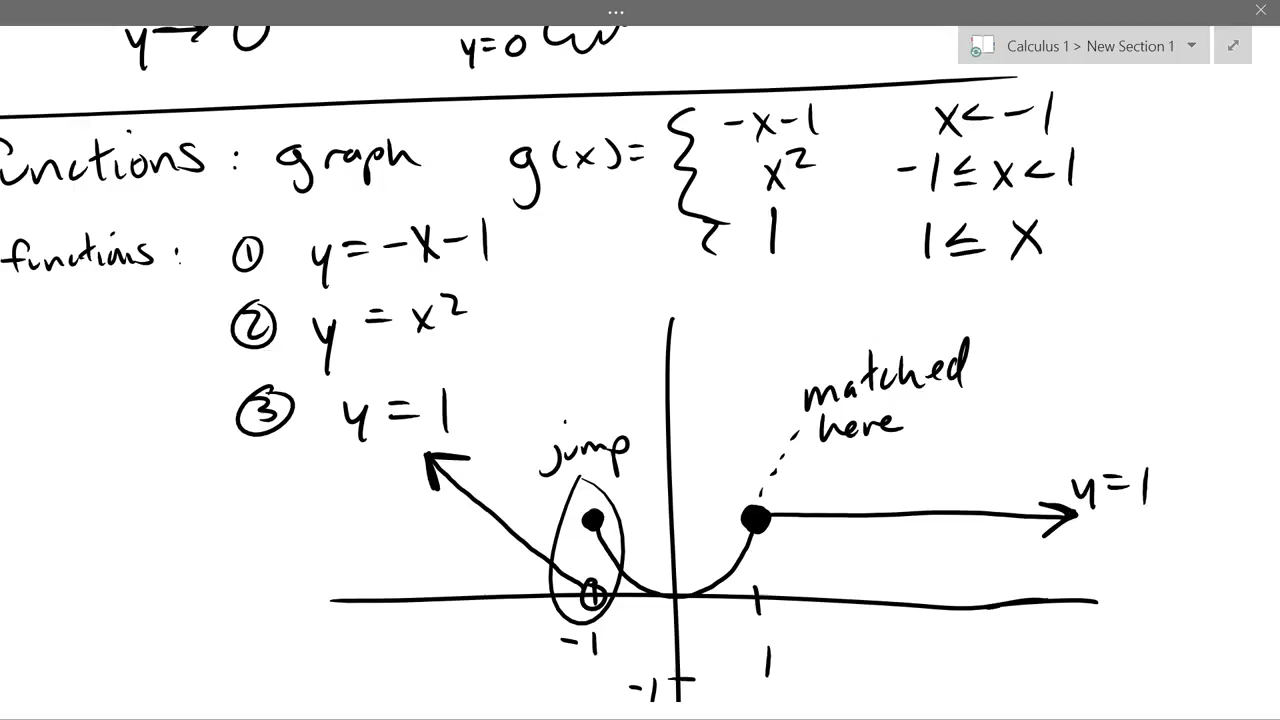 y → 0 y=0
Calculus 1 > New Section 1
unctions: graph g(x)= { -x-1 x<-1
x² -1≤x<1
1 1≤x
functions: ① y=-x-1
② y=x²
③ y=1
matched
here
jump
y=1
-1
1
-1